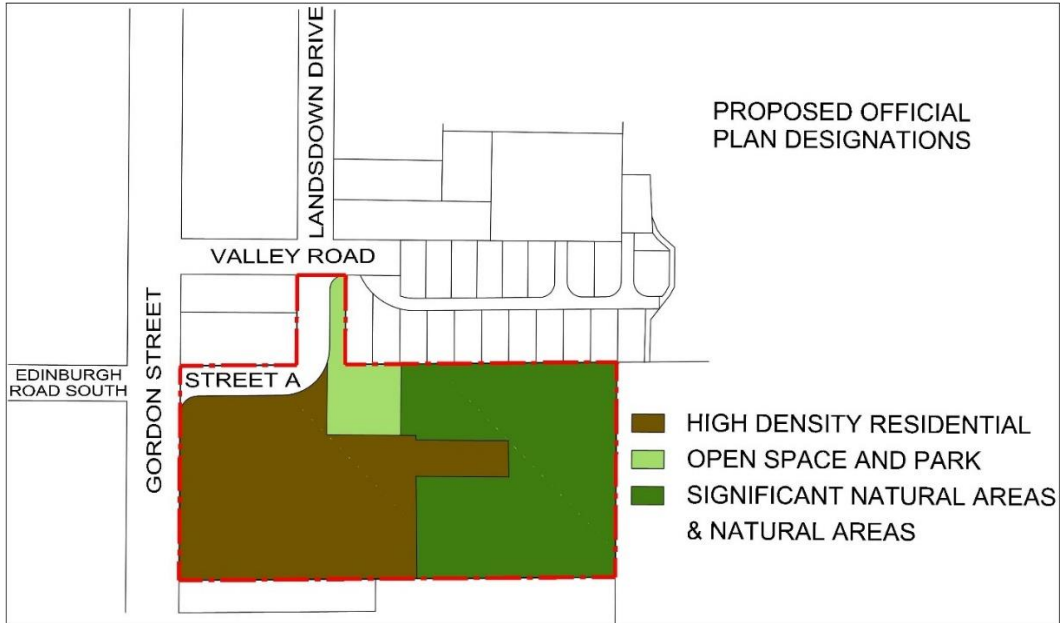 LANDSDOWN DRIVE
PROPOSED OFFICIAL
PLAN DESIGNATIONS
VALLEY ROAD
GORDON STREET
EDINBURGH
ROAD SOUTH
STREET A
HIGH DENSITY RESIDENTIAL
OPEN SPACE AND PARK
SIGNIFICANT NATURAL AREAS
& NATURAL AREAS